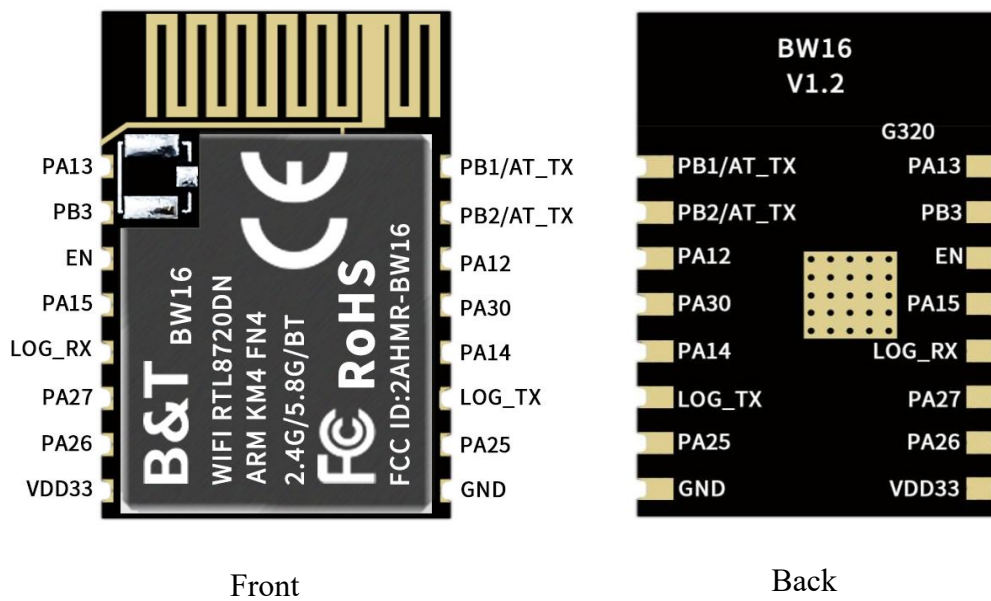 PA13
PB3
EN
PA15
LOG_RX
PA27
PA26
VDD33
B&T BW16
WIFI RTL8720DN
ARM KM4 FN4
2.4G/5.8G/BT
CE
FC RoHS
FCC ID:2AHMR-BW16
PB1/AT_TX
PB2/AT_TX
PA12
PA30
PA14
LOG_TX
PA25
GND
Front
BW16
V1.2
G320
PB1/AT_TX
PB2/AT_TX
PA12
PA30
PA14
LOG_TX
PA25
GND
PA13
PB3
EN
PA15
LOG_RX
PA27
PA26
VDD33
Back